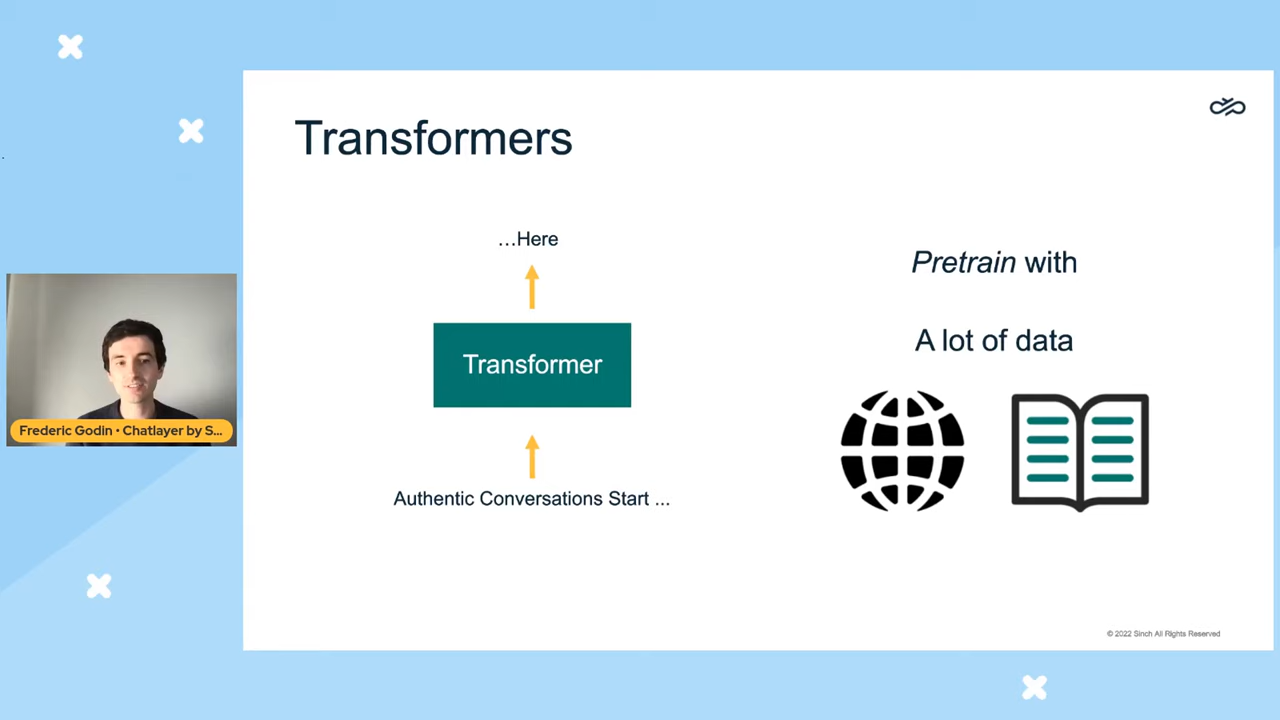 Transformers
...Here
Transformer
Authentic Conversations Start ...
Pretrain with
A lot of data
Frederic Godin • Chatlayer by S...
© 2022 Sinch All Rights Reserved